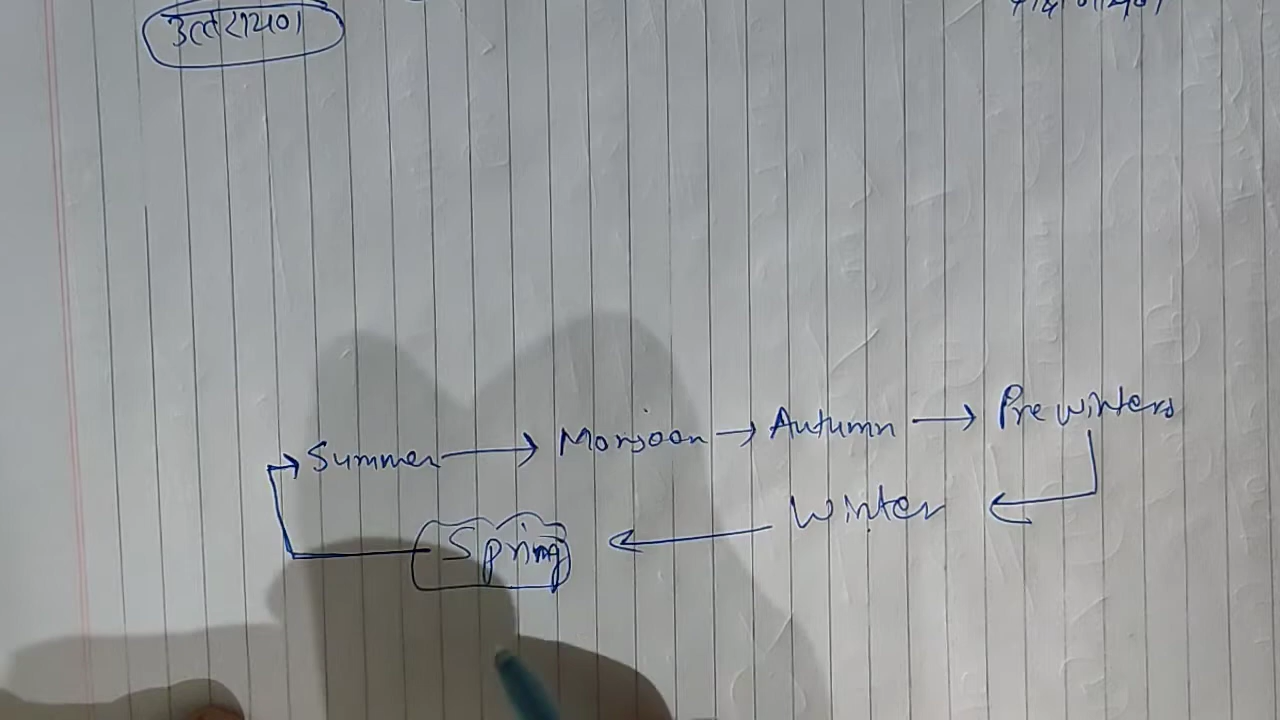 उत्तरायण
Summer → Monsoon → Autumn → Pre winters
Spring ← Winter